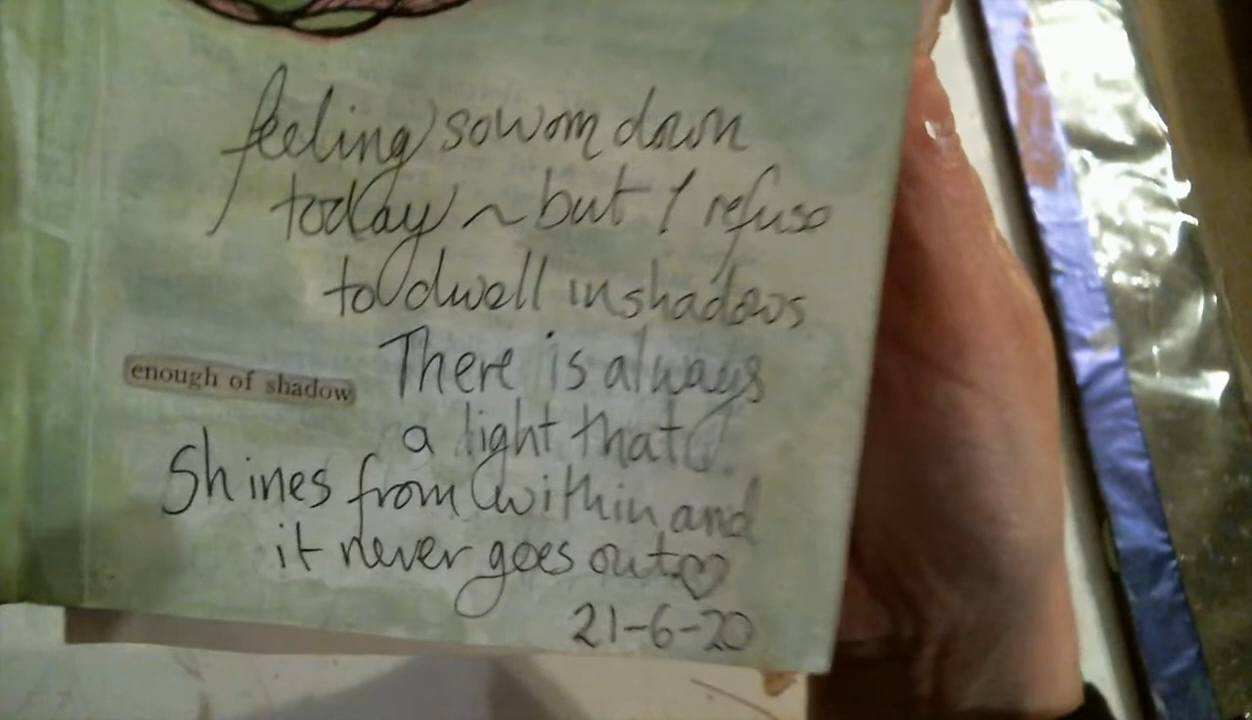 feeling so worn down
today ~ but I refuse
to dwell in shadows
There is always
enough of shadow
a light that
Shines from within and
it never goes out♡
21-6-20